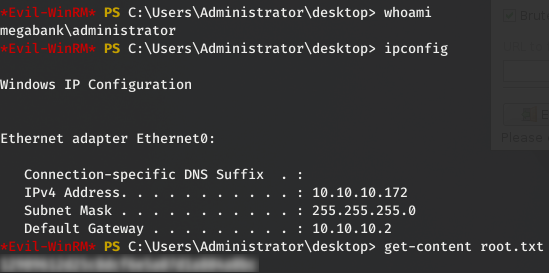 *Evil-WinRM* PS C:\Users\Administrator\desktop> whoami
megabank\administrator
*Evil-WinRM* PS C:\Users\Administrator\desktop> ipconfig
Windows IP Configuration
Ethernet adapter Ethernet0:
Connection-specific DNS Suffix  . :
IPv4 Address. . . . . . . . . . . : 10.10.10.172
Subnet Mask . . . . . . . . . . . : 255.255.255.0
Default Gateway . . . . . . . . . : 10.10.10.2
*Evil-WinRM* PS C:\Users\Administrator\desktop> get-content root.txt